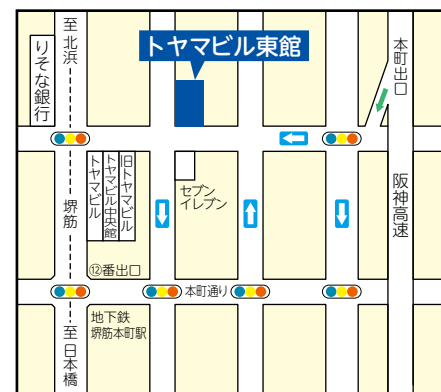 至北浜
りそな銀行
トヤマビル東館
本町出口
阪神高速
堺筋
トヤマビル
トヤマビル中央館
旧トヤマビル
セブン
イレブン
⑫番出口
本町通り
地下鉄
堺筋本町駅
至日本橋